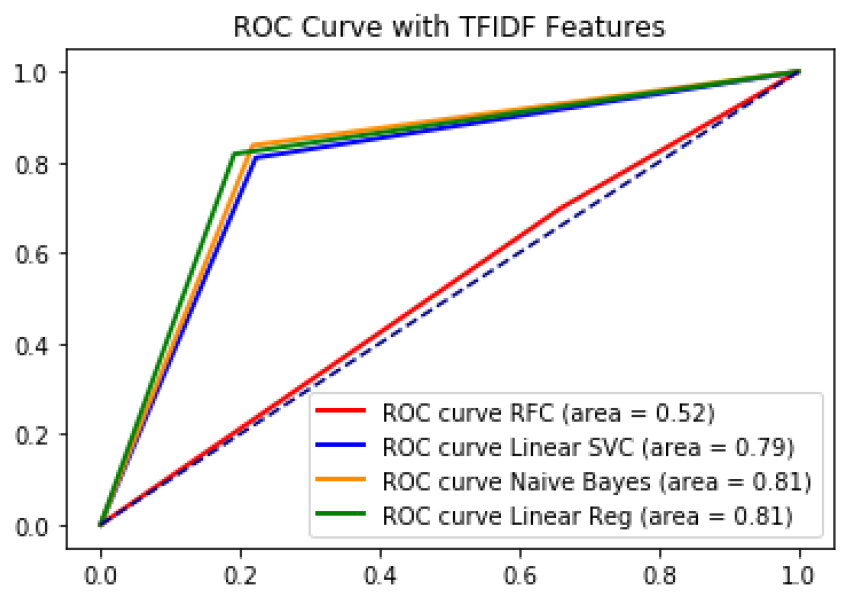 ROC Curve with TFIDF Features
1.0
0.8
0.6
0.4
0.2
0.0
ROC curve RFC (area = 0.52)
ROC curve Linear SVC (area = 0.79)
ROC curve Naive Bayes (area = 0.81)
ROC curve Linear Reg (area = 0.81)
0.0 0.2 0.4 0.6 0.8 1.0